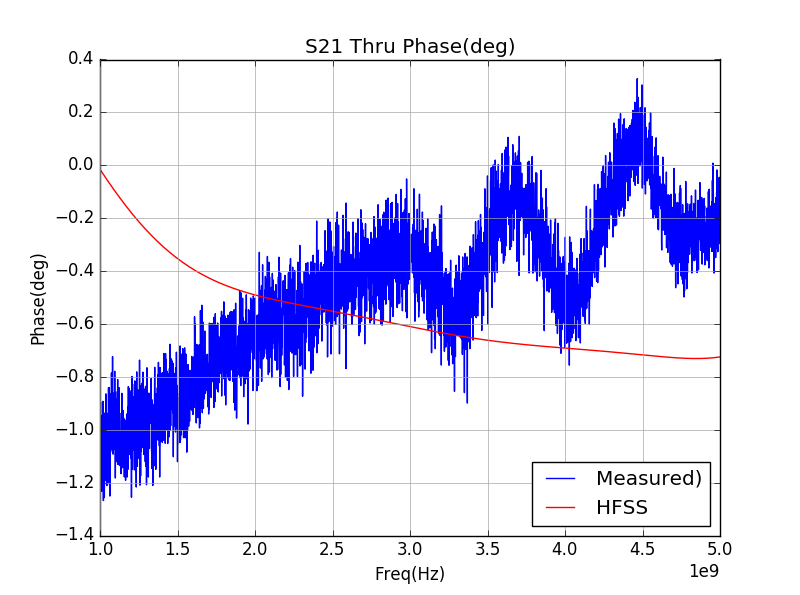 S21 Thru Phase(deg)
0.4
0.2
0.0
−0.2
−0.4
−0.6
−0.8
−1.0
−1.2
−1.4
Phase(deg)
Measured)
HFSS
1.0 1.5 2.0 2.5 3.0 3.5 4.0 4.5 5.0
1e9
Freq(Hz)